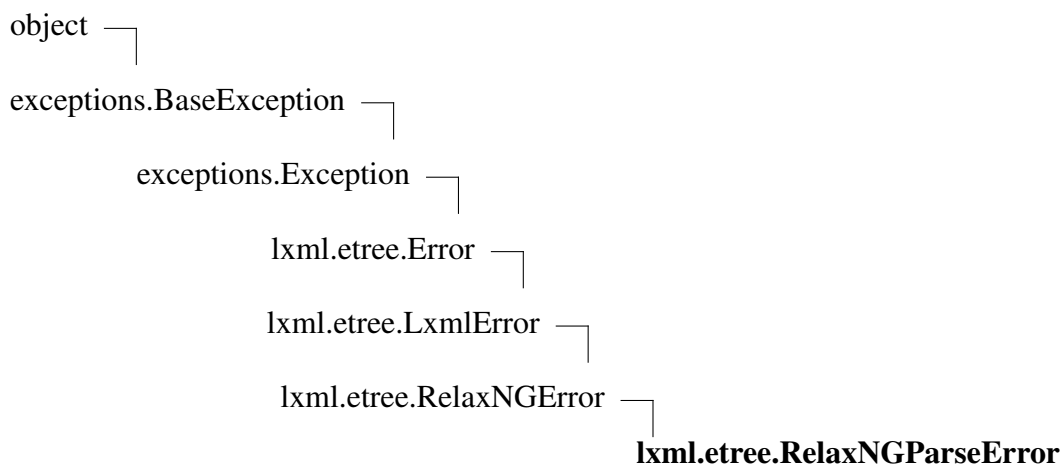 object
exceptions.BaseException
exceptions.Exception
lxml.etree.Error
lxml.etree.LxmlError
lxml.etree.RelaxNGError
lxml.etree.RelaxNGParseError